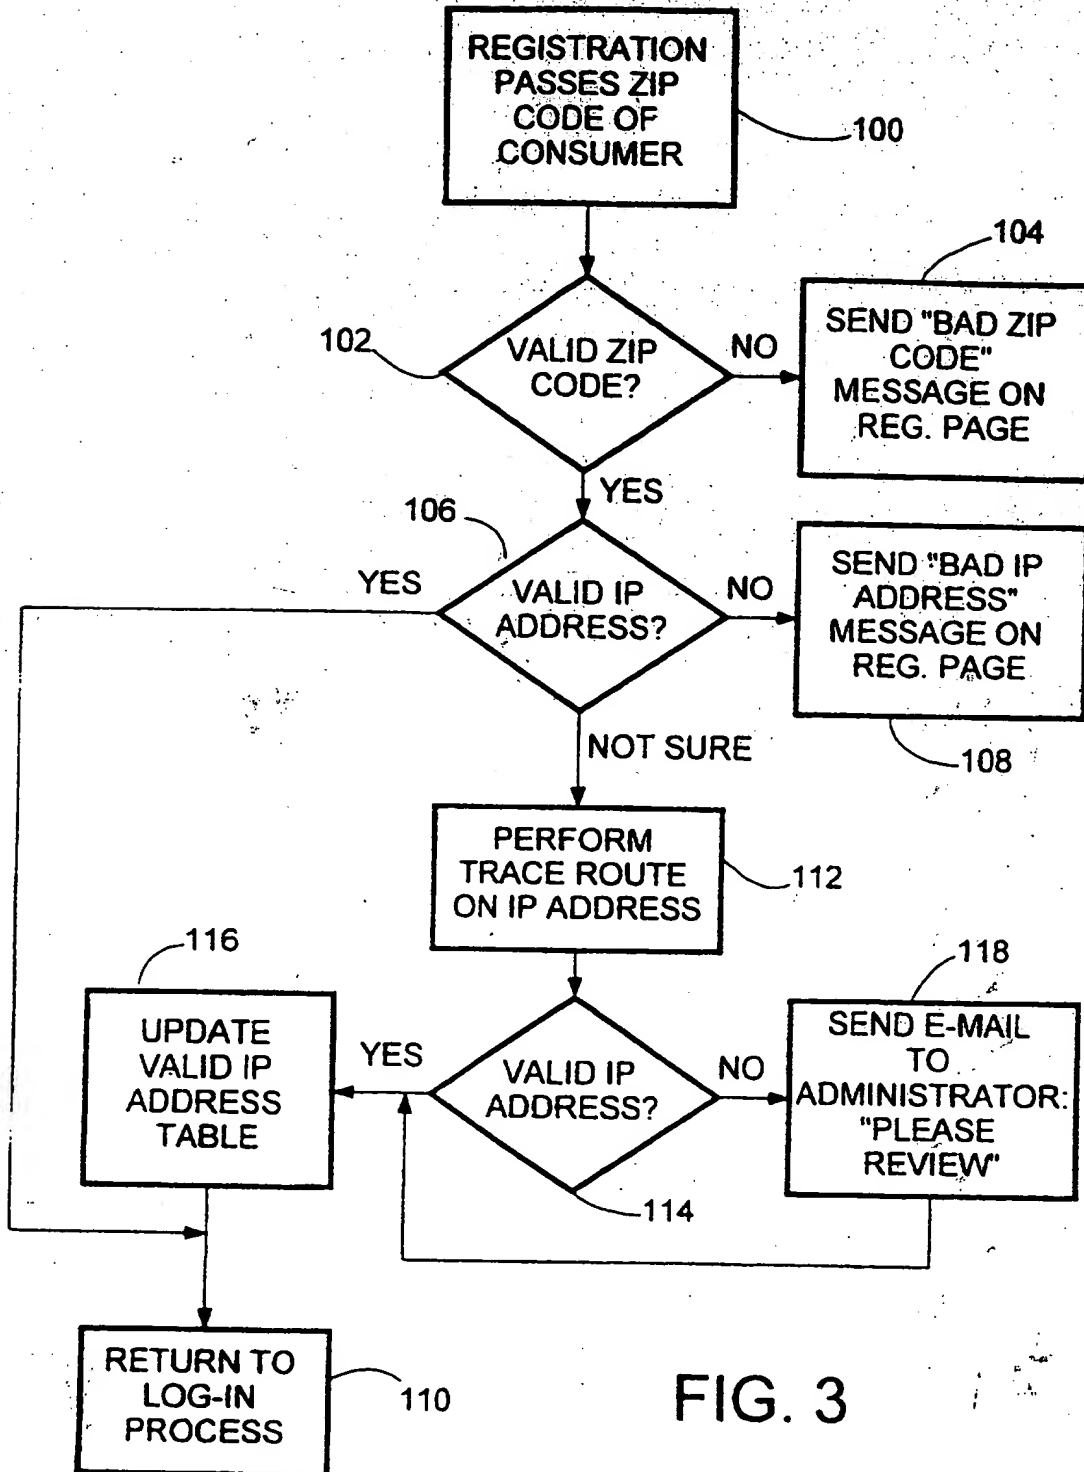 REGISTRATION
PASSES ZIP
CODE OF
CONSUMER
100
104
102
VALID ZIP
CODE?
NO
SEND "BAD ZIP
CODE"
MESSAGE ON
REG. PAGE
YES
106
YES
VALID IP
ADDRESS?
NO
SEND "BAD IP
ADDRESS"
MESSAGE ON
REG. PAGE
108
NOT SURE
PERFORM
TRACE ROUTE
ON IP ADDRESS
112
116
UPDATE
VALID IP
ADDRESS
TABLE
YES
VALID IP
ADDRESS?
114
NO
118
SEND E-MAIL
TO
ADMINISTRATOR:
"PLEASE
REVIEW"
RETURN TO
LOG-IN
PROCESS
110
FIG. 3